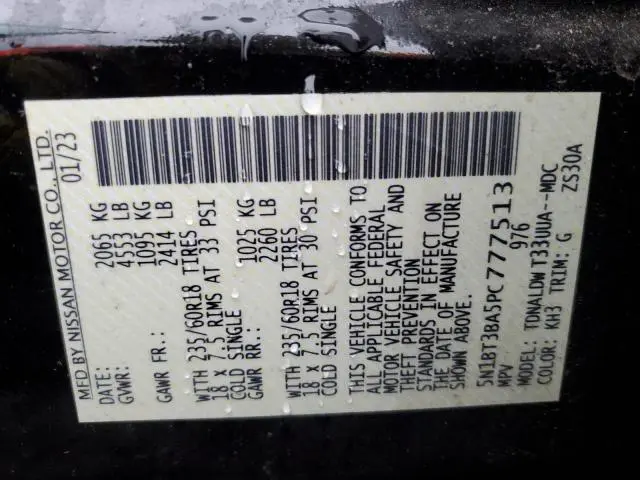 MFD BY NISSAN MOTOR CO., LTD.
DATE: 01/23
GVWR: 2065 KG
4553 LB
GAWR FR.: 1095 KG
2414 LB
WITH 235/60R18 TIRES
18 X 7.5 RIMS AT 33 PSI
COLD SINGLE
GAWR RR.: 1025 KG
2260 LB
WITH 235/60R18 TIRES
18 X 7.5 RIMS AT 30 PSI
COLD SINGLE
THIS VEHICLE CONFORMS TO
ALL APPLICABLE FEDERAL
MOTOR VEHICLE SAFETY AND
THEFT PREVENTION
STANDARDS IN EFFECT ON
THE DATE OF MANUFACTURE
SHOWN ABOVE.
5N1BT3BA5PC777513
MPV 976
MODEL: TDNALDW T33UUA--MDC
COLOR: KH3 TRIM: G ZS30A